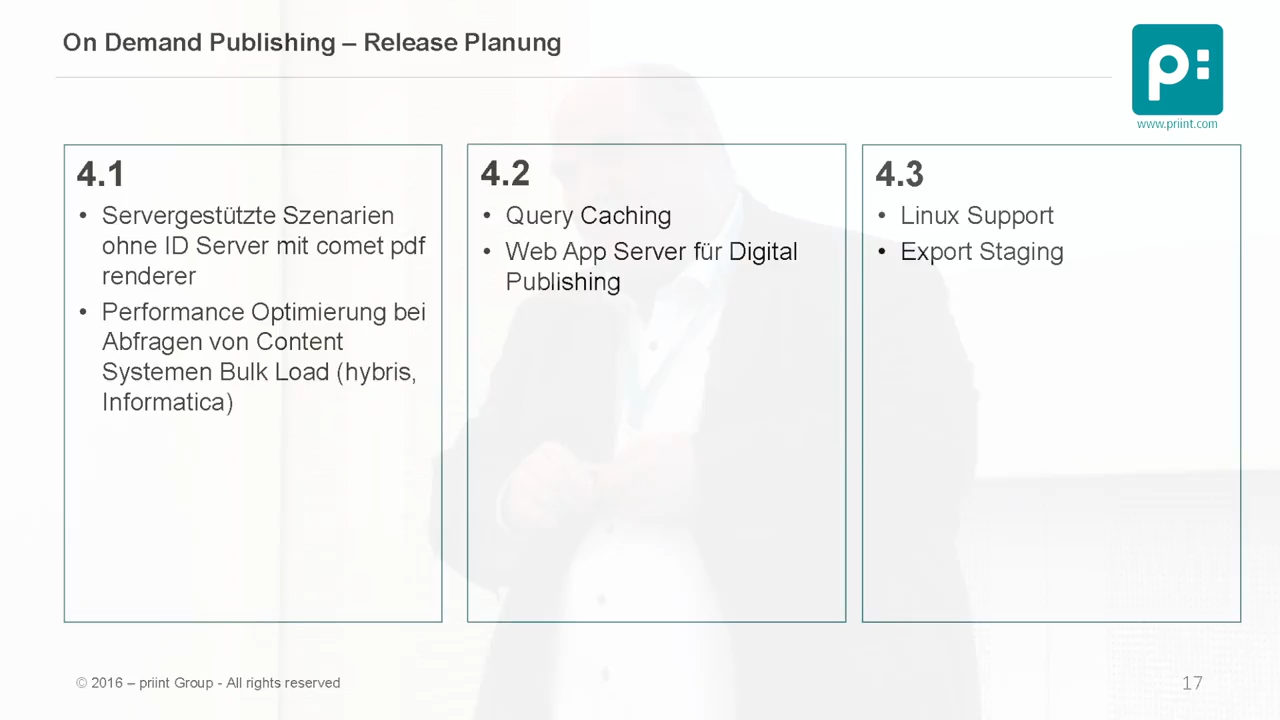 On Demand Publishing – Release Planung
p:
www.priint.com
4.1
• Servergestützte Szenarien
ohne ID Server mit comet pdf
renderer
• Performance Optimierung bei
Abfragen von Content
Systemen Bulk Load (hybris,
Informatica)
4.2
• Query Caching
• Web App Server für Digital
Publishing
4.3
• Linux Support
• Export Staging
© 2016 – priint Group - All rights reserved
17